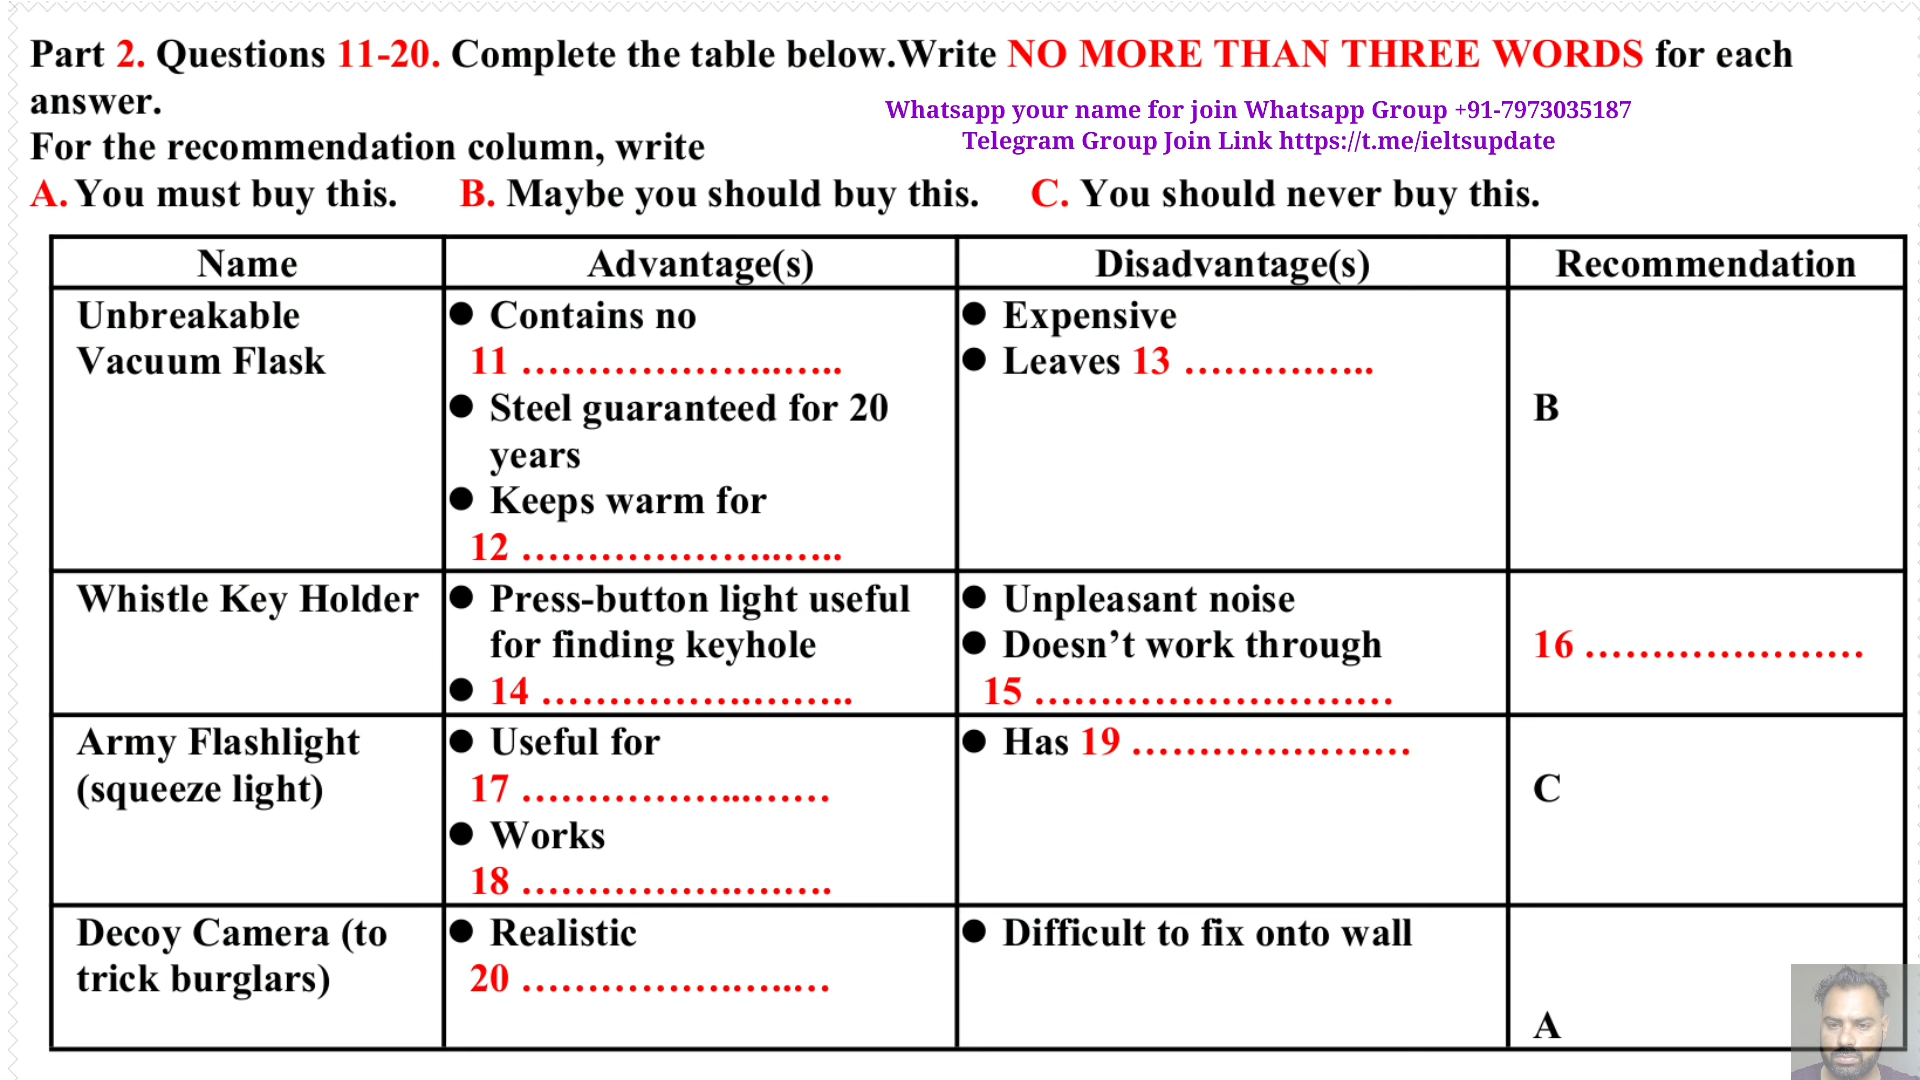 Part 2. Questions 11-20. Complete the table below.Write NO MORE THAN THREE WORDS for each
answer.
Whatsapp your name for join Whatsapp Group +91-7973035187
Telegram Group Join Link https://t.me/ieltsupdate
For the recommendation column, write
A. You must buy this. B. Maybe you should buy this. C. You should never buy this.
Name Advantage(s) Disadvantage(s) Recommendation
Unbreakable
Vacuum Flask
● Contains no
11 ........................
● Steel guaranteed for 20
years
● Keeps warm for
12 ........................
● Expensive
● Leaves 13 ...............
B
Whistle Key Holder
● Press-button light useful
for finding keyhole
● 14 ........................
● Unpleasant noise
● Doesn’t work through
15 ...........................
16 .....................
Army Flashlight
(squeeze light)
● Useful for
17 ........................
● Works
18 ........................
● Has 19 .....................
C
Decoy Camera (to
trick burglars)
● Realistic
20 ........................
● Difficult to fix onto wall
A